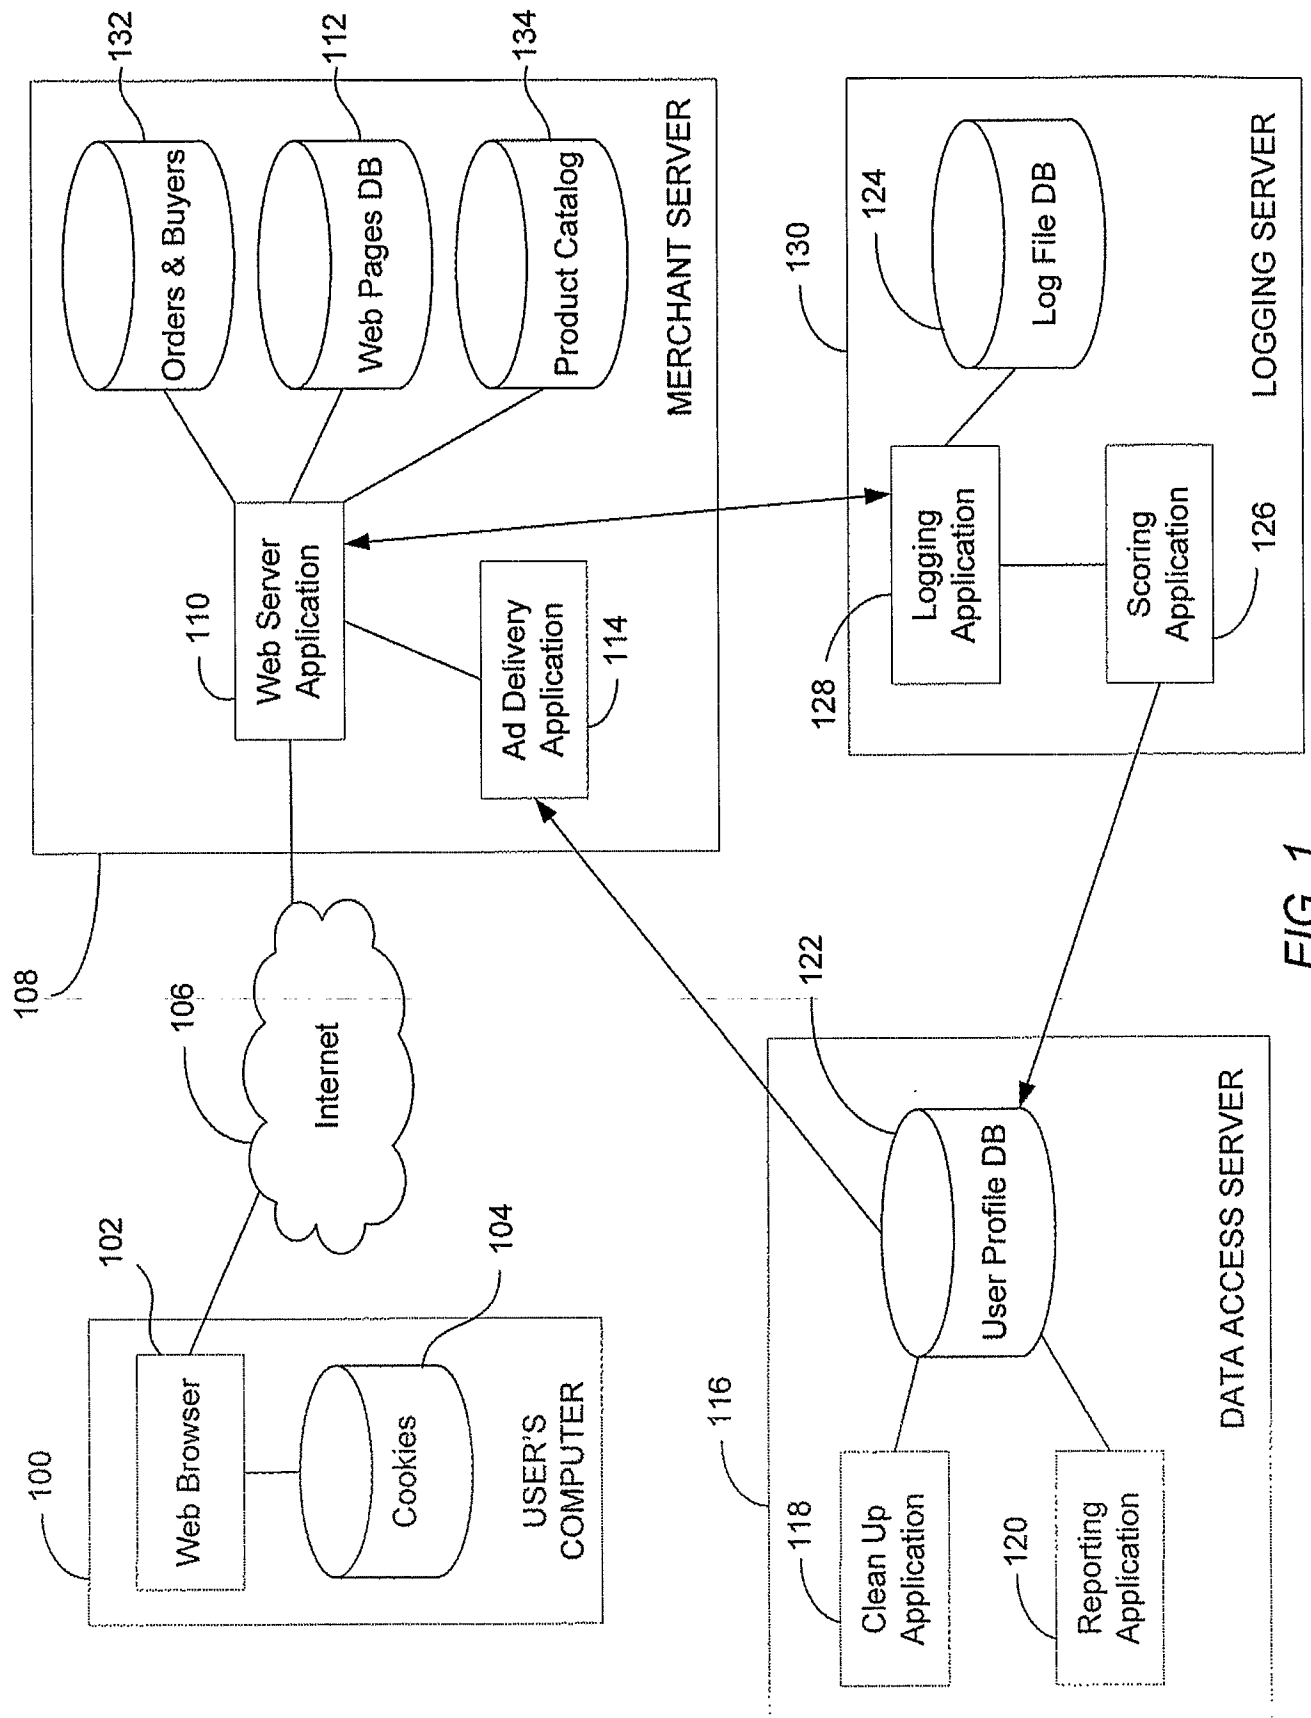 100
102
Web Browser
104
Cookies
USER'S
COMPUTER
106
Internet
108
110
Web Server
Application
132
Orders & Buyers
112
Web Pages DB
134
Product Catalog
Ad Delivery
Application
114
MERCHANT SERVER
116
118
Clean Up
Application
120
Reporting
Application
122
User Profile DB
DATA ACCESS SERVER
130
124
Log File DB
128
Logging
Application
Scoring
Application
126
LOGGING SERVER
FIG. 1